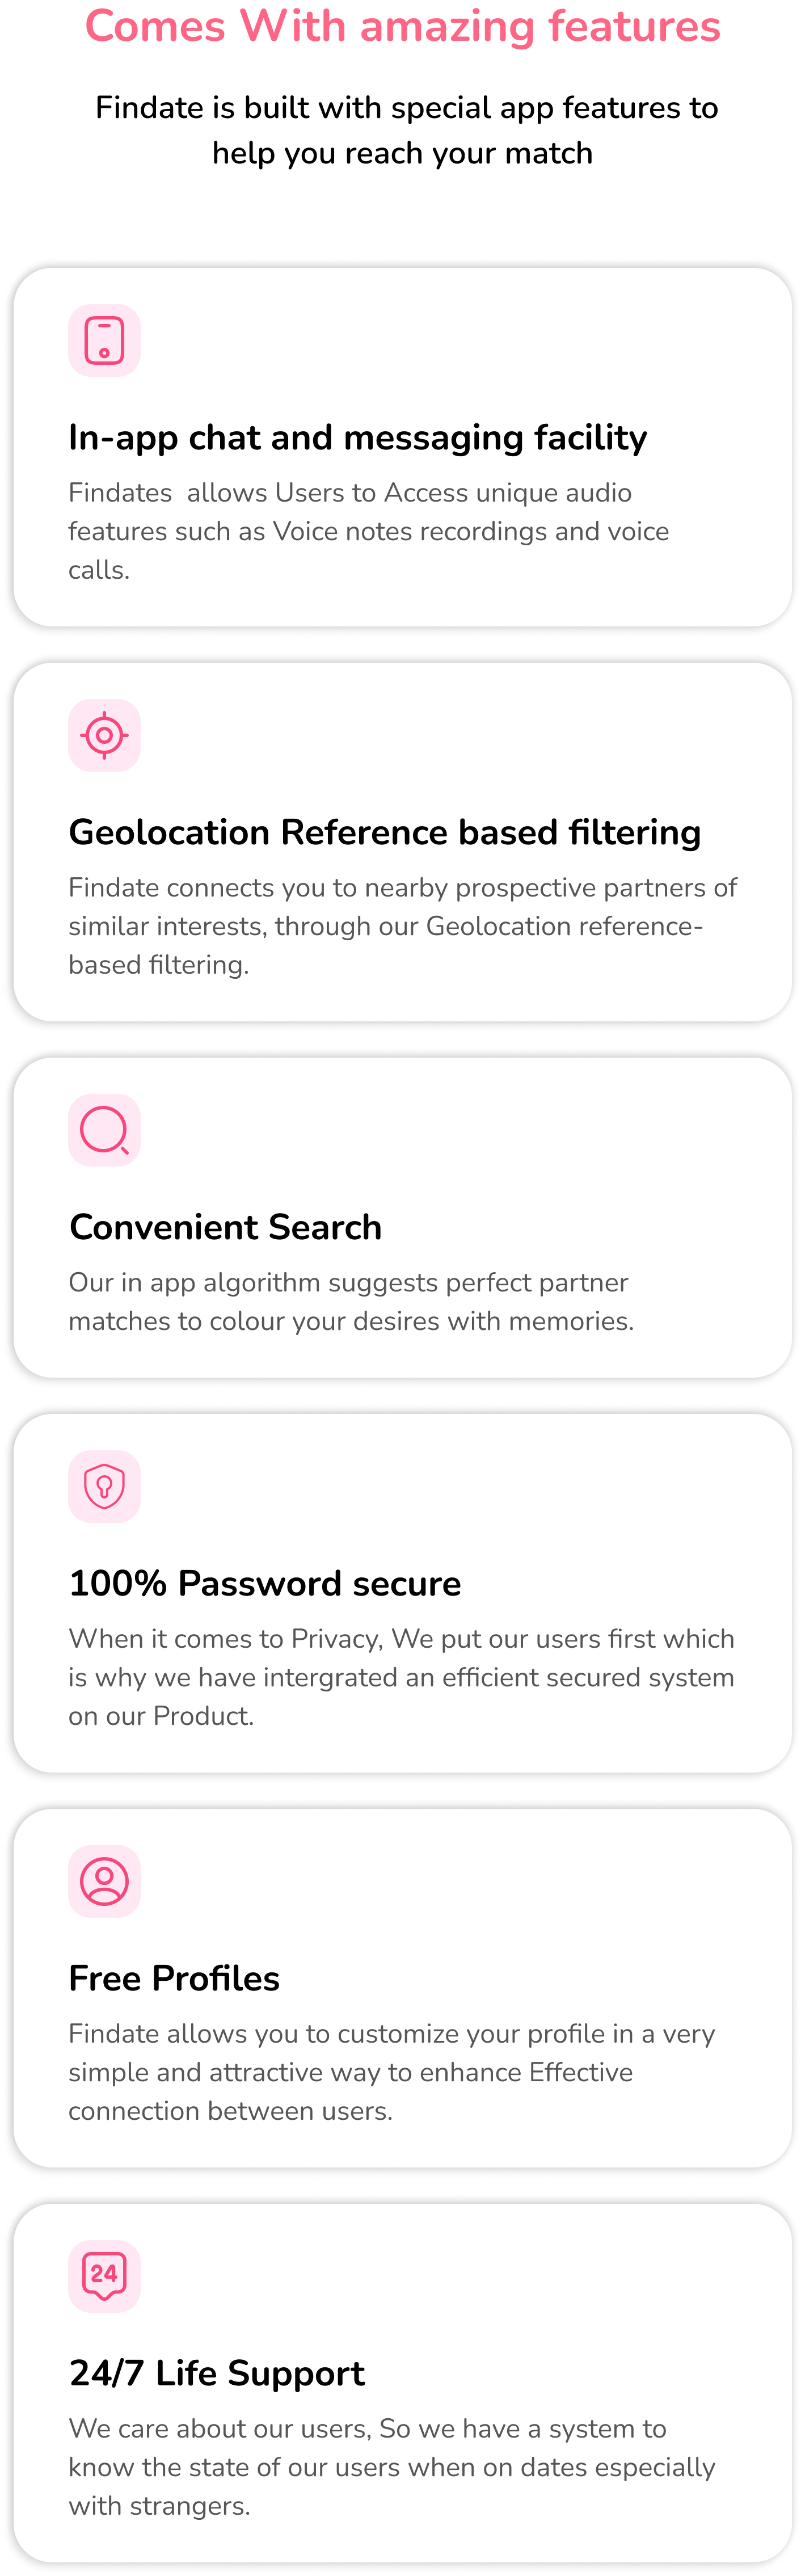 Comes With amazing features
Findate is built with special app features to
help you reach your match
In-app chat and messaging facility
Findates  allows Users to Access unique audio
features such as Voice notes recordings and voice
calls.
Geolocation Reference based filtering
Findate connects you to nearby prospective partners of
similar interests, through our Geolocation reference-
based filtering.
Convenient Search
Our in app algorithm suggests perfect partner
matches to colour your desires with memories.
100% Password secure
When it comes to Privacy, We put our users first which
is why we have intergrated an efficient secured system
on our Product.
Free Profiles
Findate allows you to customize your profile in a very
simple and attractive way to enhance Effective
connection between users.
24
24/7 Life Support
We care about our users, So we have a system to
know the state of our users when on dates especially
with strangers.